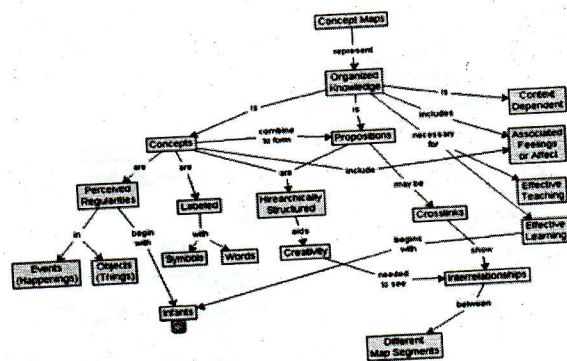 Concept Maps
represent
Organized
Knowledge
is
Context
Dependent
is
is
includes
Concepts
combine
to form
Propositions
necessary
for
Associated
Feelings
or Affect
are
are
are
include
may be
Effective
Teaching
Perceived
Regularities
Labeled
Hirearchically
Structured
Crosslinks
Effective
Learning
in
begin
with
with
aids
begins
with
show
Events
(Happenings)
Objects
(Things)
Symbols
Words
Creativity
needed
to see
Interrelationships
Infants
between
Different
Map Segments